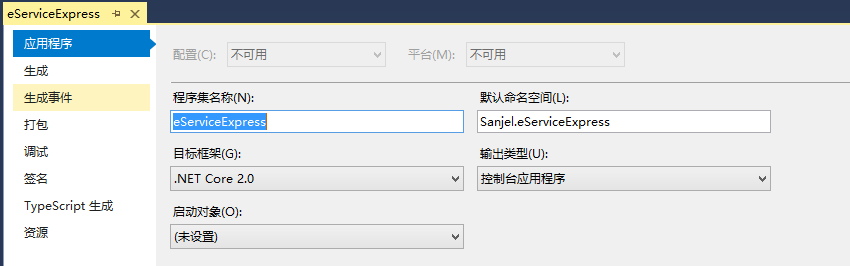 eServiceExpress
应用程序
生成
生成事件
打包
调试
签名
TypeScript 生成
资源
配置(C): 不可用 平台(M): 不可用
程序集名称(N): 默认命名空间(L):
eServiceExpress Sanjel.eServiceExpress
目标框架(G): 输出类型(U):
.NET Core 2.0 控制台应用程序
启动对象(O):
(未设置)